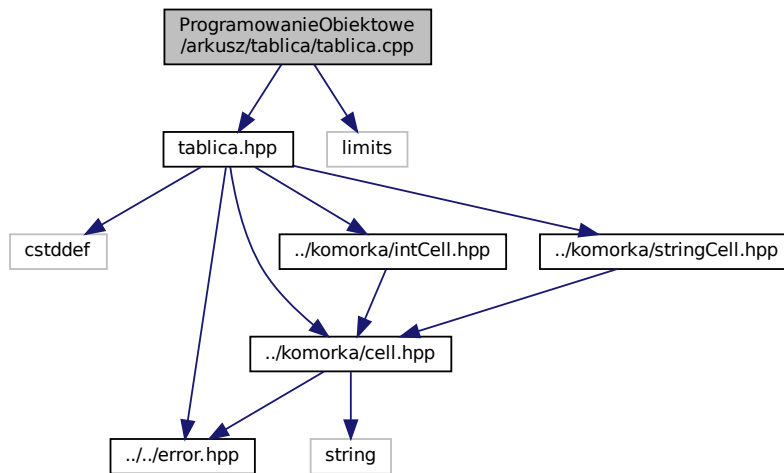 ProgramowanieObiektowe
/arkusz/tablica/tablica.cpp
tablica.hpp
limits
cstddef
../komorka/intCell.hpp
../komorka/stringCell.hpp
../komorka/cell.hpp
../../error.hpp
string